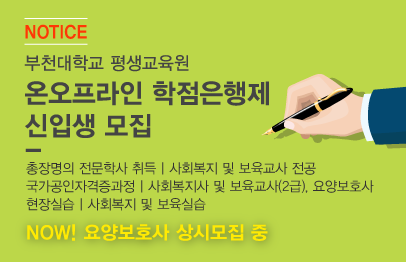 NOTICE
부천대학교 평생교육원
온오프라인 학점은행제
신입생 모집
총장명의 전문학사 취득 | 사회복지 및 보육교사 전공
국가공인자격증과정 | 사회복지사 및 보육교사(2급), 요양보호사
현장실습 | 사회복지 및 보육실습
NOW! 요양보호사 상시모집 중